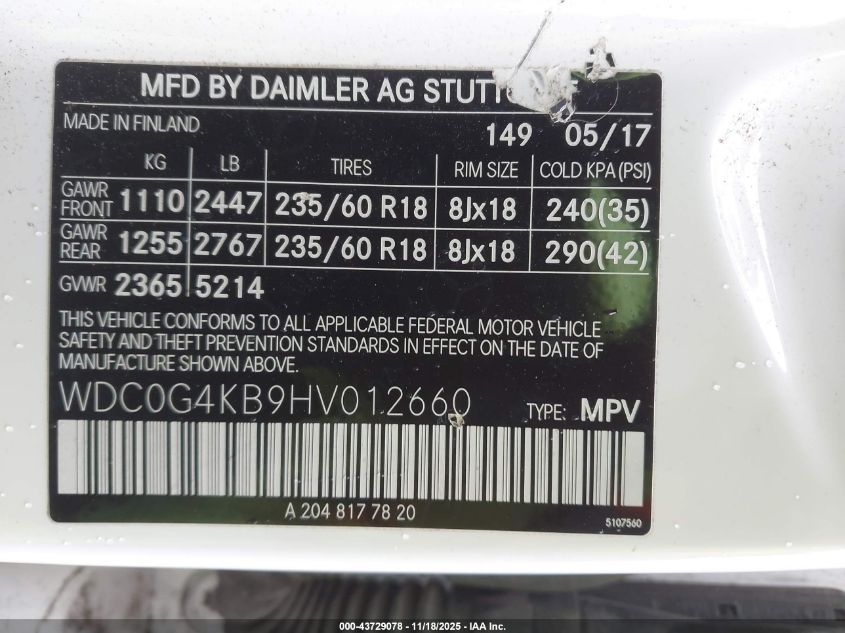 MFD BY DAIMLER AG
MADE IN FINLAND 149 05/17
KG LB TIRES RIM SIZE COLD KPA (PSI)
GAWR FRONT 1110 2447 235/60 R18 8Jx18 240(35)
GAWR REAR 1255 2767 235/60 R18 8Jx18 290(42)
GVWR 2365 5214
THIS VEHICLE CONFORMS TO ALL APPLICABLE FEDERAL MOTOR VEHICLE
SAFETY AND THEFT PREVENTION STANDARDS IN EFFECT ON THE DATE OF
MANUFACTURE SHOWN ABOVE.
WDC0G4KB9HV012660 TYPE: MPV
A 204 817 78 20
5107560
000-43729078 - 11/18/2025 - IAA Inc.